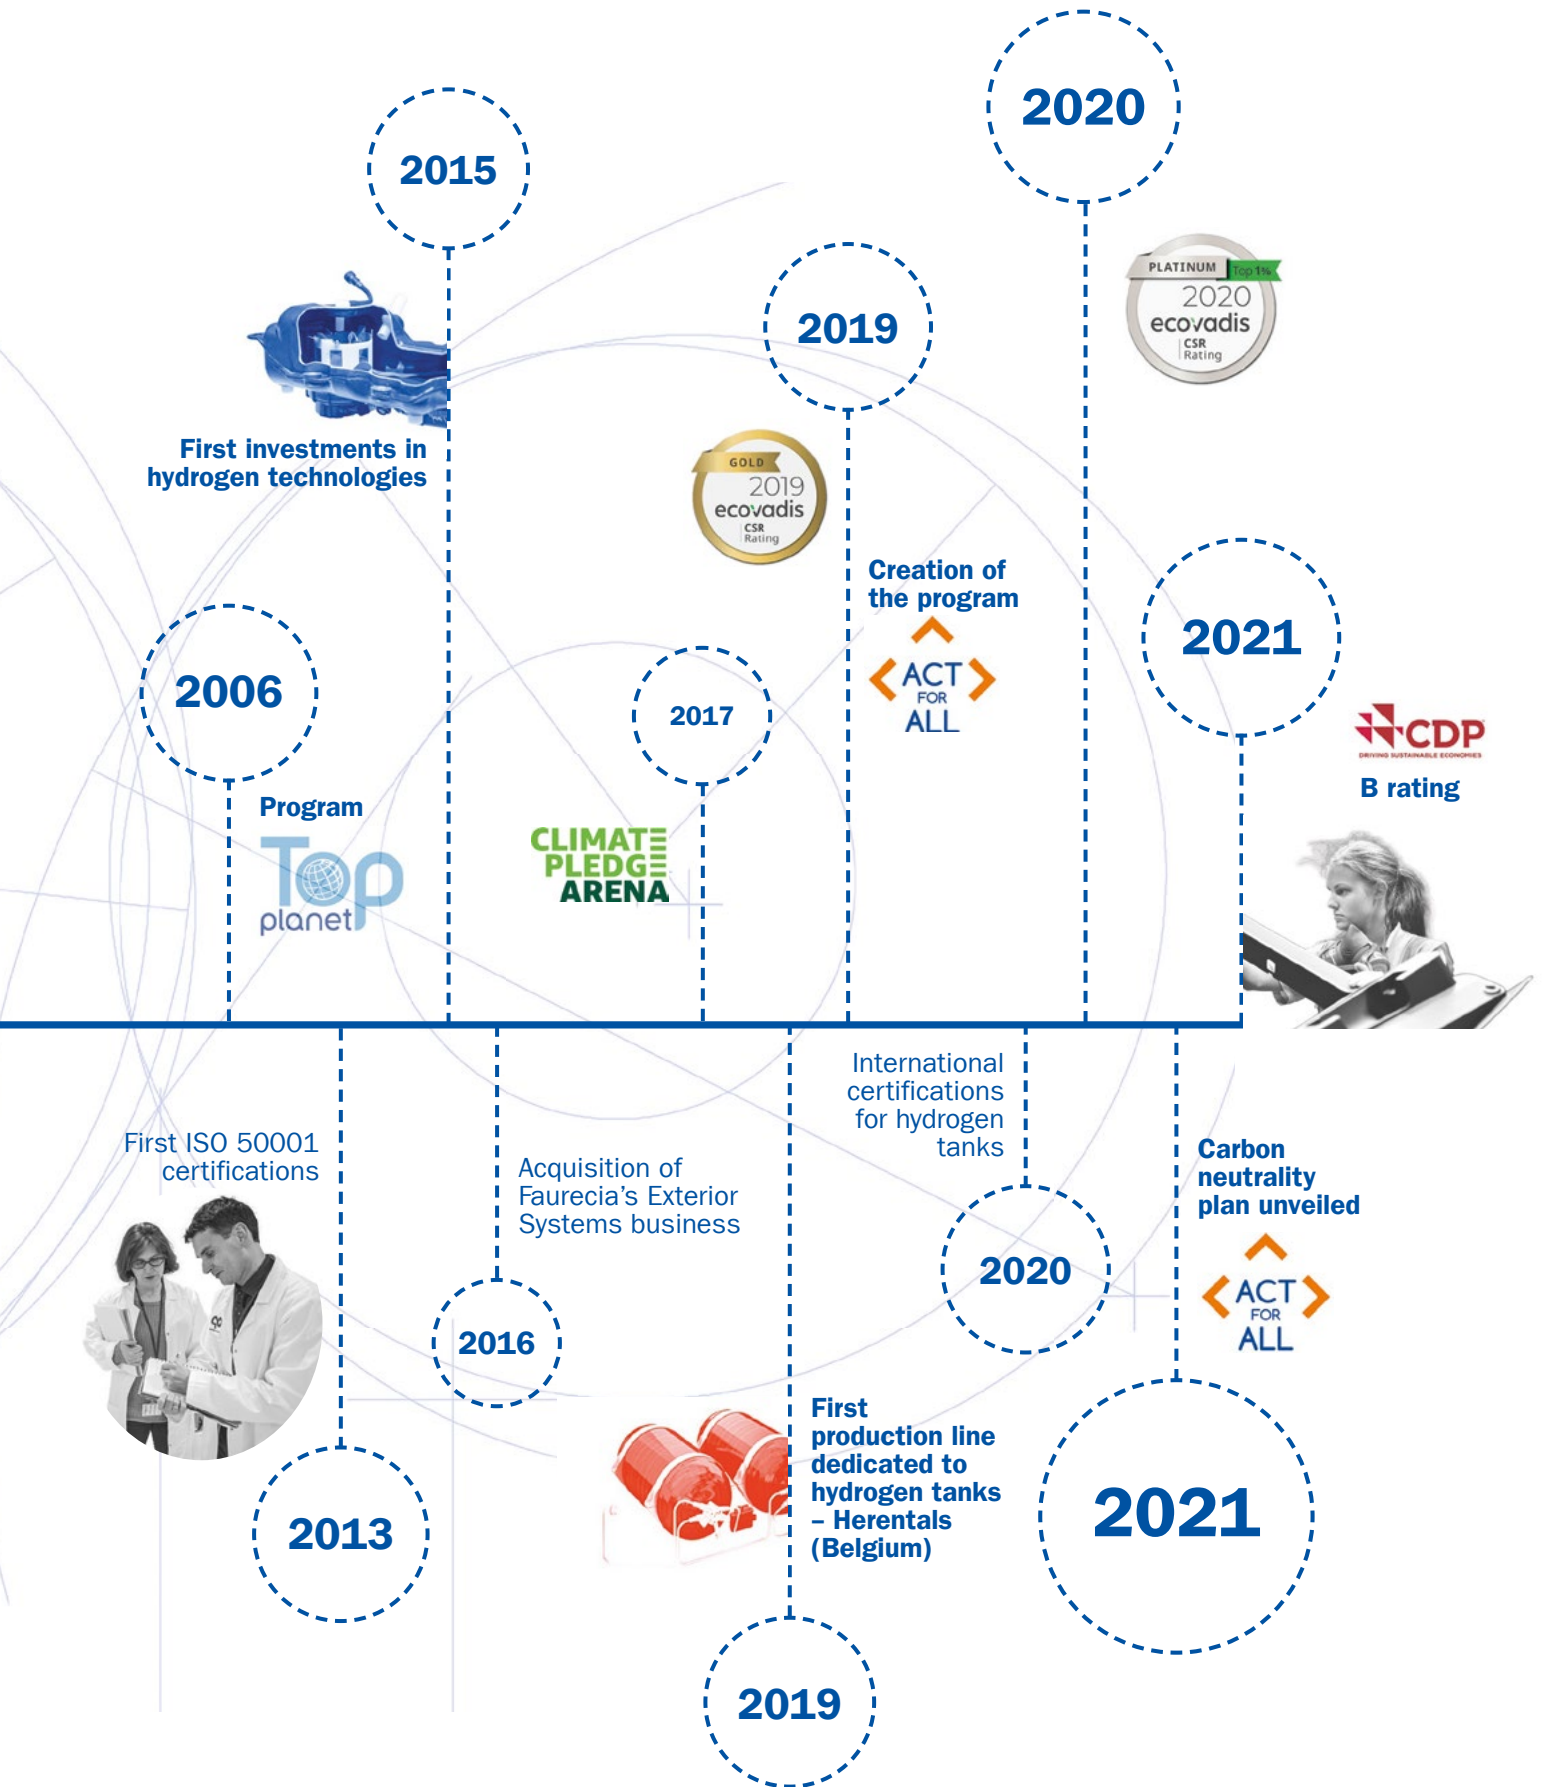 2020
2015
PLATINUM
Top 1%
2020
ecovadis
CSR
Rating
2019
First investments in
hydrogen technologies
GOLD
2019
ecovadis
CSR
Rating
Creation of
the program
ACT
FOR
ALL
2021
2006
2017
CDP
DRIVING SUSTAINABLE ECONOMIES
B rating
Program
Top
planet
CLIMATE
PLEDGE
ARENA
International
certifications
for hydrogen
tanks
First ISO 50001
certifications
Acquisition of
Faurecia’s Exterior
Systems business
Carbon
neutrality
plan unveiled
ACT
FOR
ALL
2020
2016
First
production line
dedicated to
hydrogen tanks
– Herentals
(Belgium)
2013
2021
2019